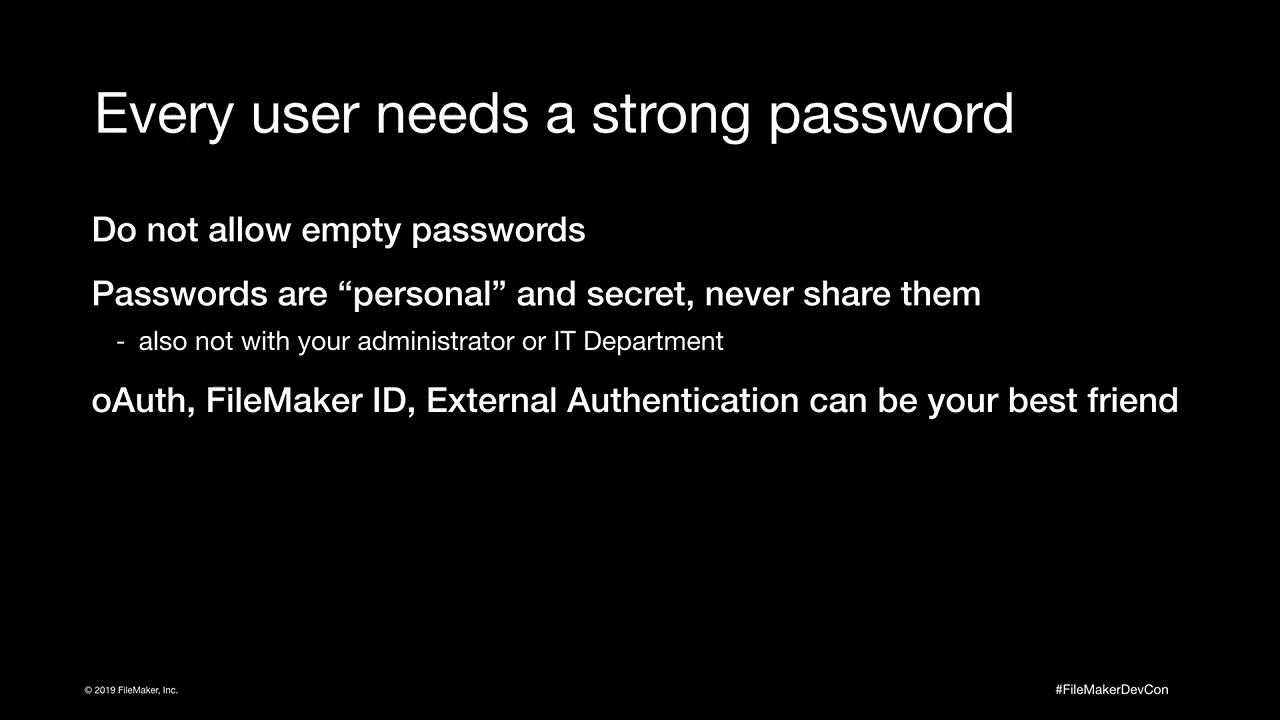 Every user needs a strong password
Do not allow empty passwords
Passwords are “personal” and secret, never share them
- also not with your administrator or IT Department
oAuth, FileMaker ID, External Authentication can be your best friend
© 2019 FileMaker, Inc.
#FileMakerDevCon